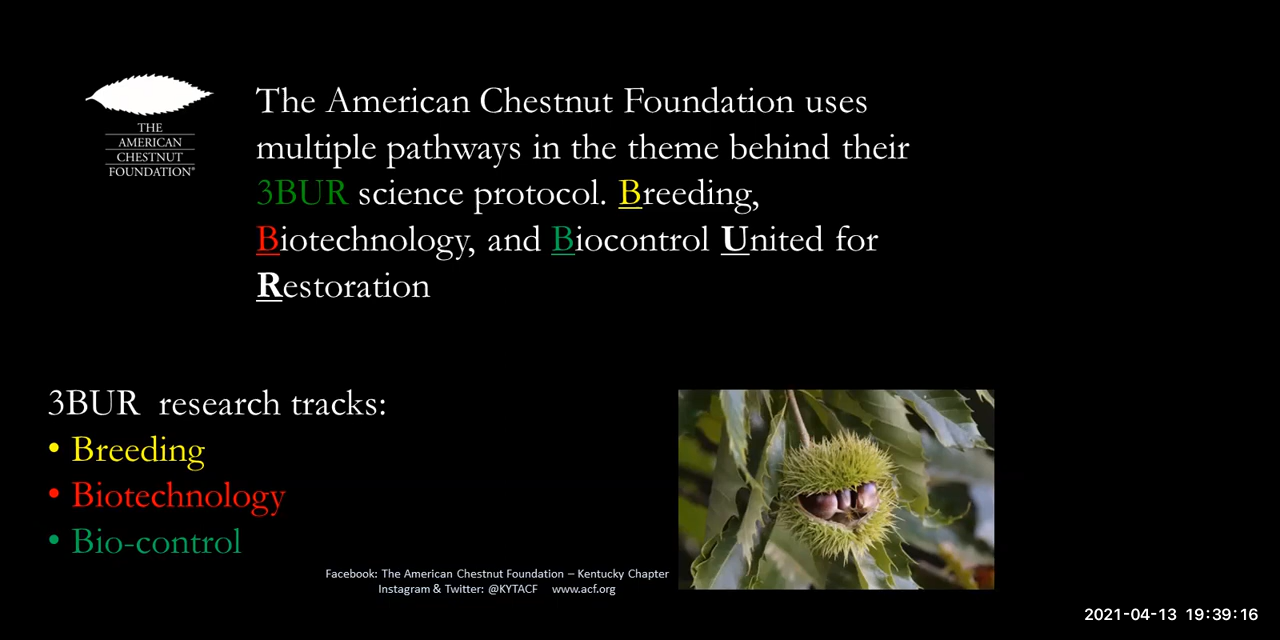 THE
AMERICAN
CHESTNUT
FOUNDATION®
The American Chestnut Foundation uses
multiple pathways in the theme behind their
3BUR science protocol. Breeding,
Biotechnology, and Biocontrol United for
Restoration
3BUR research tracks:
• Breeding
• Biotechnology
• Bio-control
Facebook: The American Chestnut Foundation – Kentucky Chapter
Instagram & Twitter: @KYTACF www.acf.org
2021-04-13 19:39:16